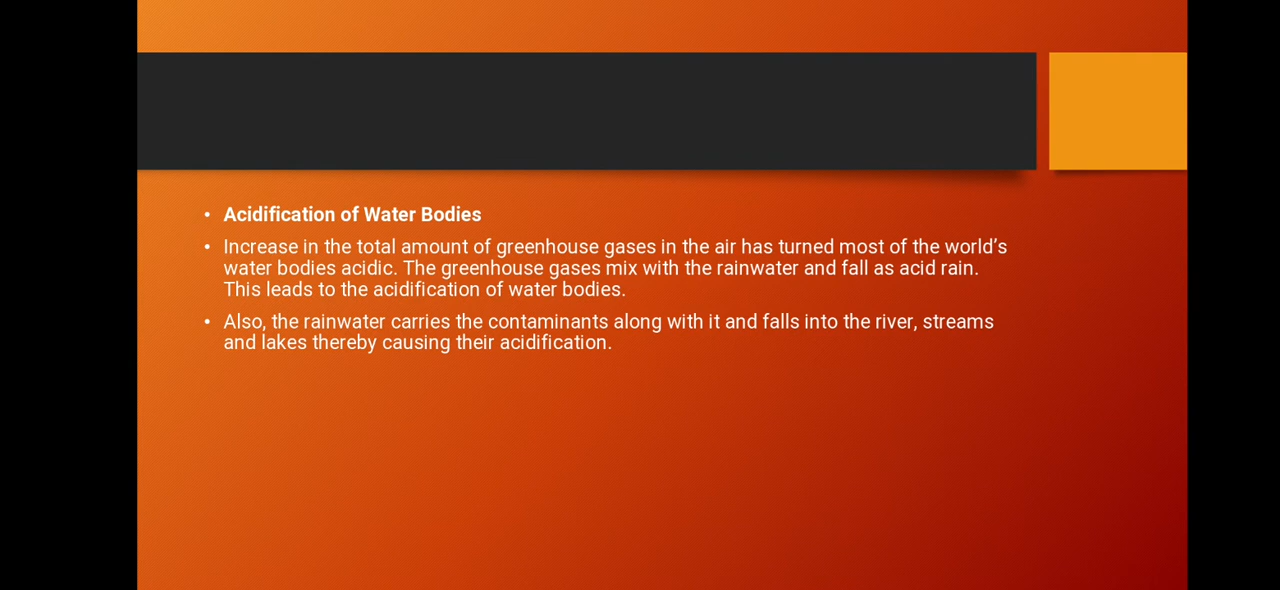 • Acidification of Water Bodies
• Increase in the total amount of greenhouse gases in the air has turned most of the world’s
water bodies acidic. The greenhouse gases mix with the rainwater and fall as acid rain.
This leads to the acidification of water bodies.
• Also, the rainwater carries the contaminants along with it and falls into the river, streams
and lakes thereby causing their acidification.